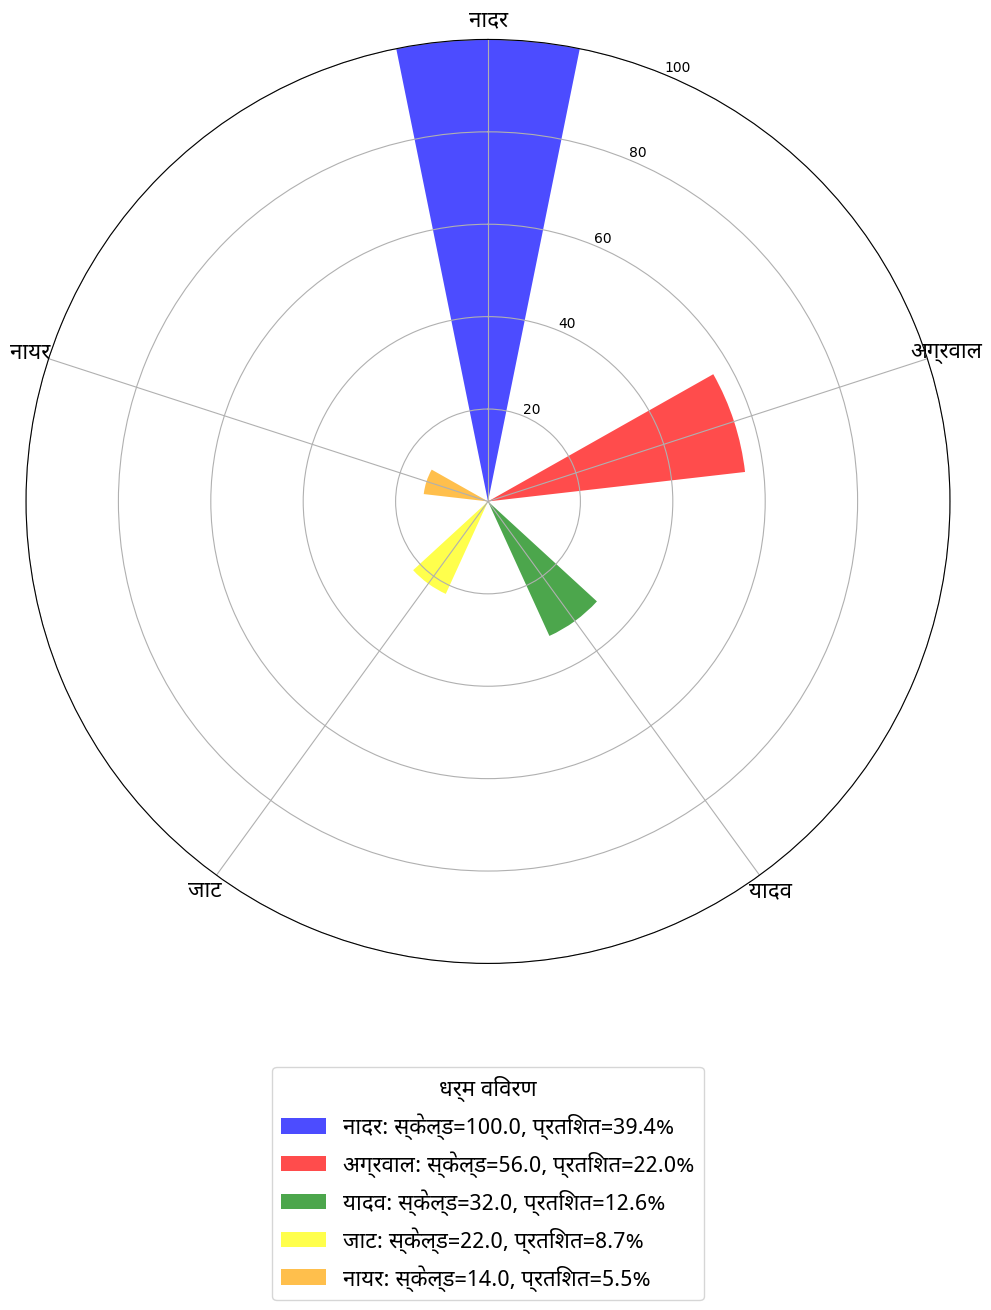 नादर
100
80
60
40
20
नायर
अग्रवाल
जाट
यादव
धर्म विवरण
नादर: स्केल्ड=100.0, प्रतिशत=39.4%
अग्रवाल: स्केल्ड=56.0, प्रतिशत=22.0%
यादव: स्केल्ड=32.0, प्रतिशत=12.6%
जाट: स्केल्ड=22.0, प्रतिशत=8.7%
नायर: स्केल्ड=14.0, प्रतिशत=5.5%